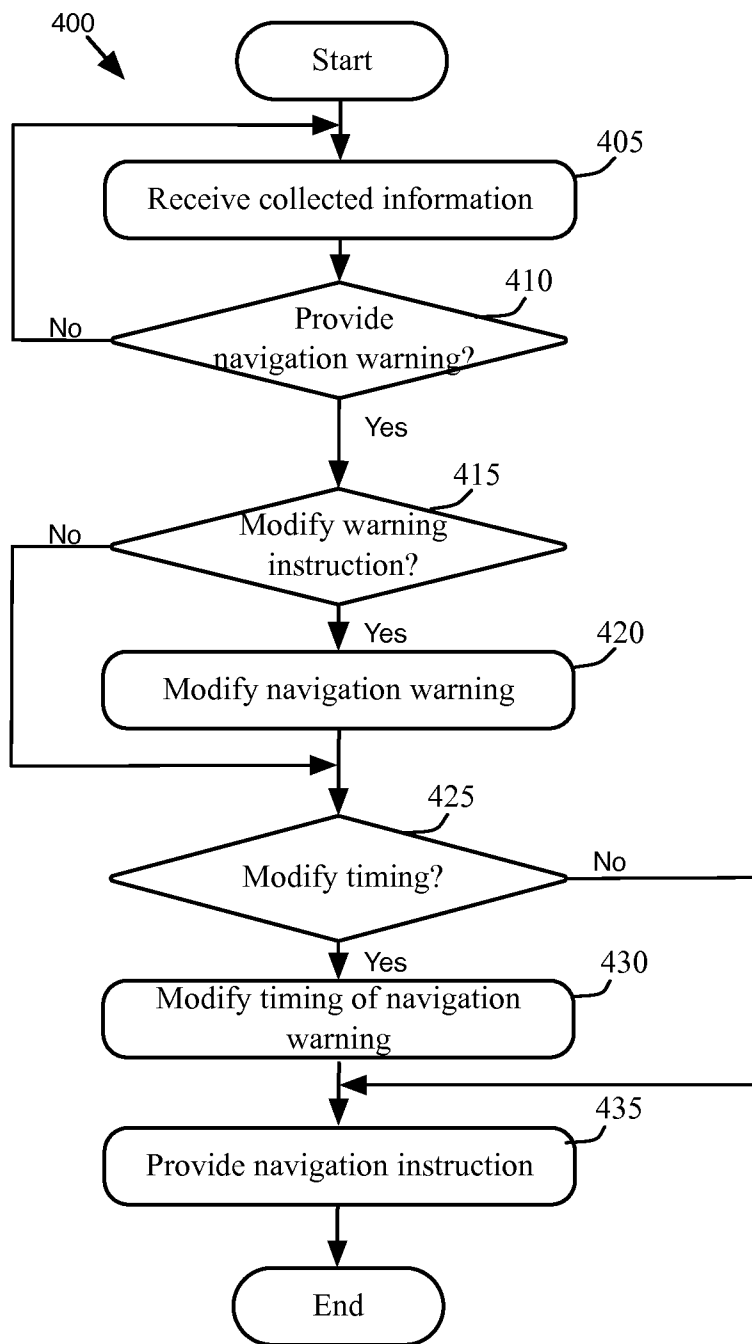 400
Start
405
Receive collected information
410
Provide
navigation warning?
No
Yes
415
Modify warning
instruction?
No
Yes
420
Modify navigation warning
425
Modify timing?
No
Yes
430
Modify timing of navigation
warning
435
Provide navigation instruction
End